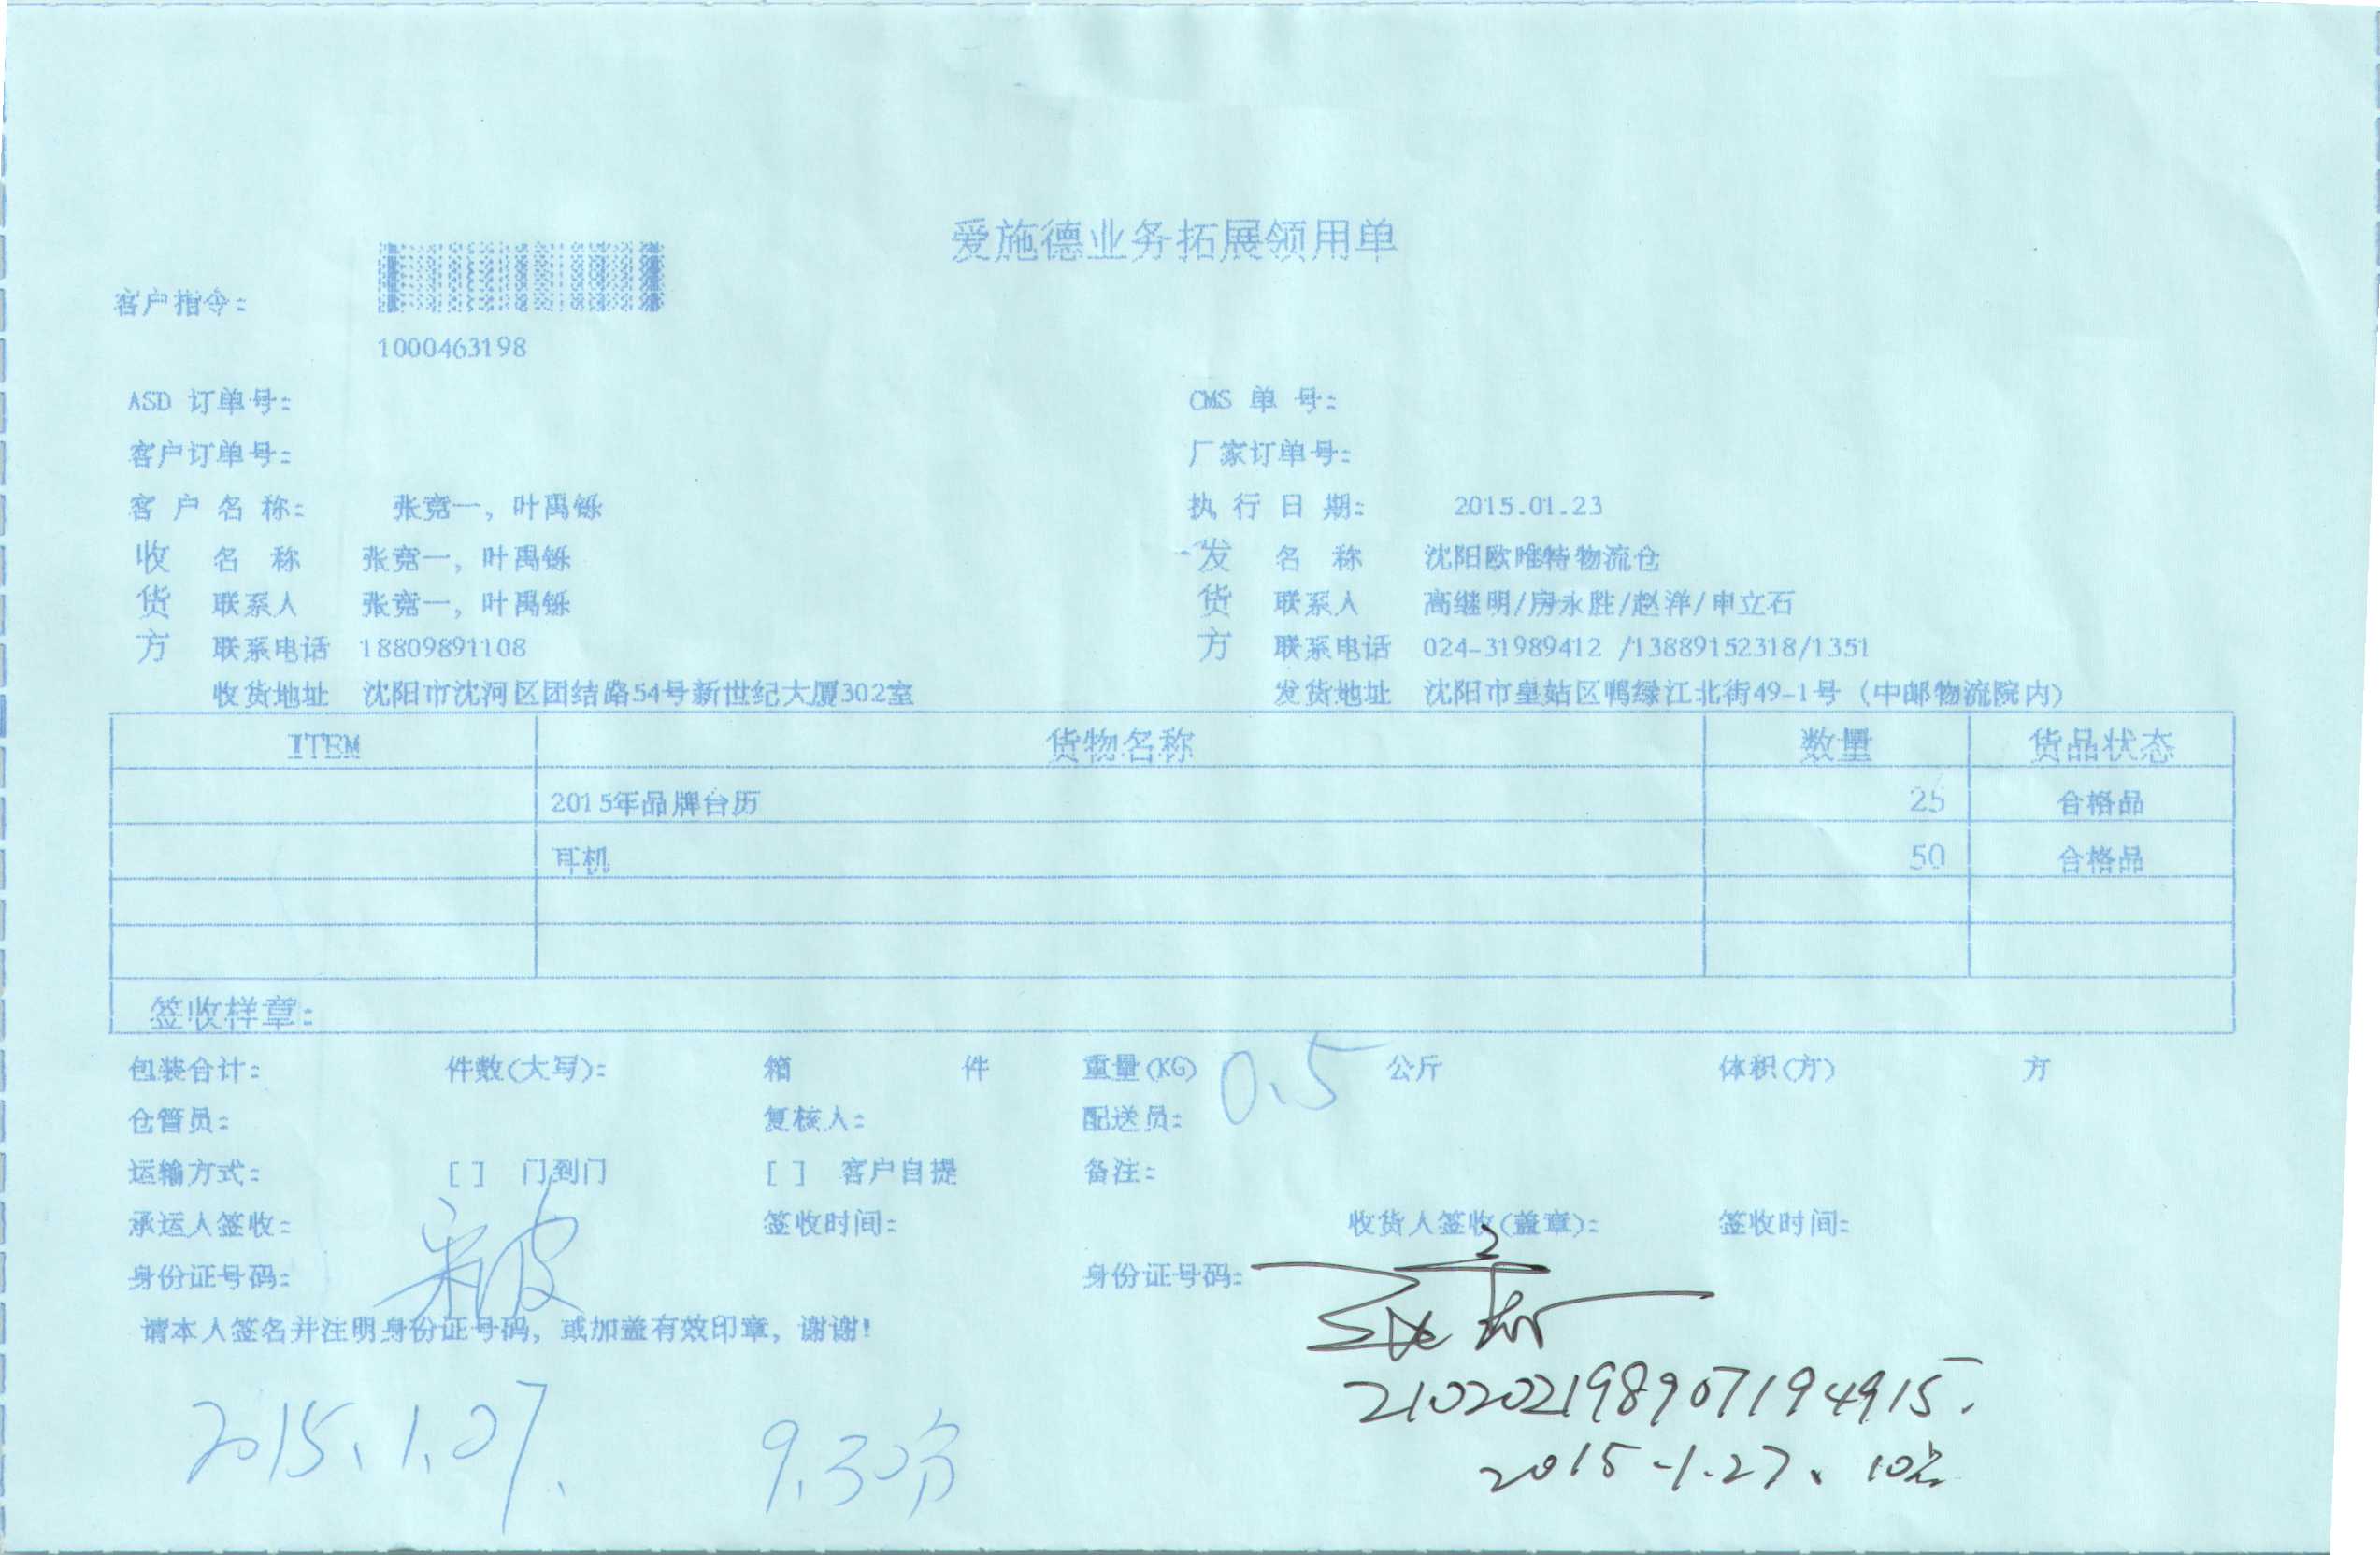 爱施德业务拓展领用单
客户指令:
1000463198
ASD 订单号: CMS 单 号:
客户订单号: 厂家订单号:
客 户 名 称: 张竞一, 叶禹铄 执 行 日 期: 2015.01.23
收 名 称 张竞一, 叶禹铄 发 名 称 沈阳欧唯特物流仓
货 联系人 张竞一, 叶禹铄 货 联系人 高继明/房永胜/赵洋/申立石
方 联系电话 18809891108 方 联系电话 024-31989412 /13889152318/1351
收货地址 沈阳市沈河区团结路54号新世纪大厦302室 发货地址 沈阳市皇姑区鸭绿江北街49-1号 (中邮物流院内)
ITEM 货物名称 数量 货品状态
2015年品牌台历 25 合格品
耳机 50 合格品
签收样章:
包装合计: 件数(大写): 箱 件 重量(KG) 0.5 公斤 体积(方) 方
仓管员: 复核人: 配送员:
运输方式: [ ] 门到门 [ ] 客户自提 备注:
承运人签收: 签收时间: 收货人签收(盖章): 签收时间:
身份证号码: 身份证号码:
请本人签名并注明身份证号码, 或加盖有效印章, 谢谢!
210202198907194915.
2015.1.27. 9.30分 2015-1.27、10点